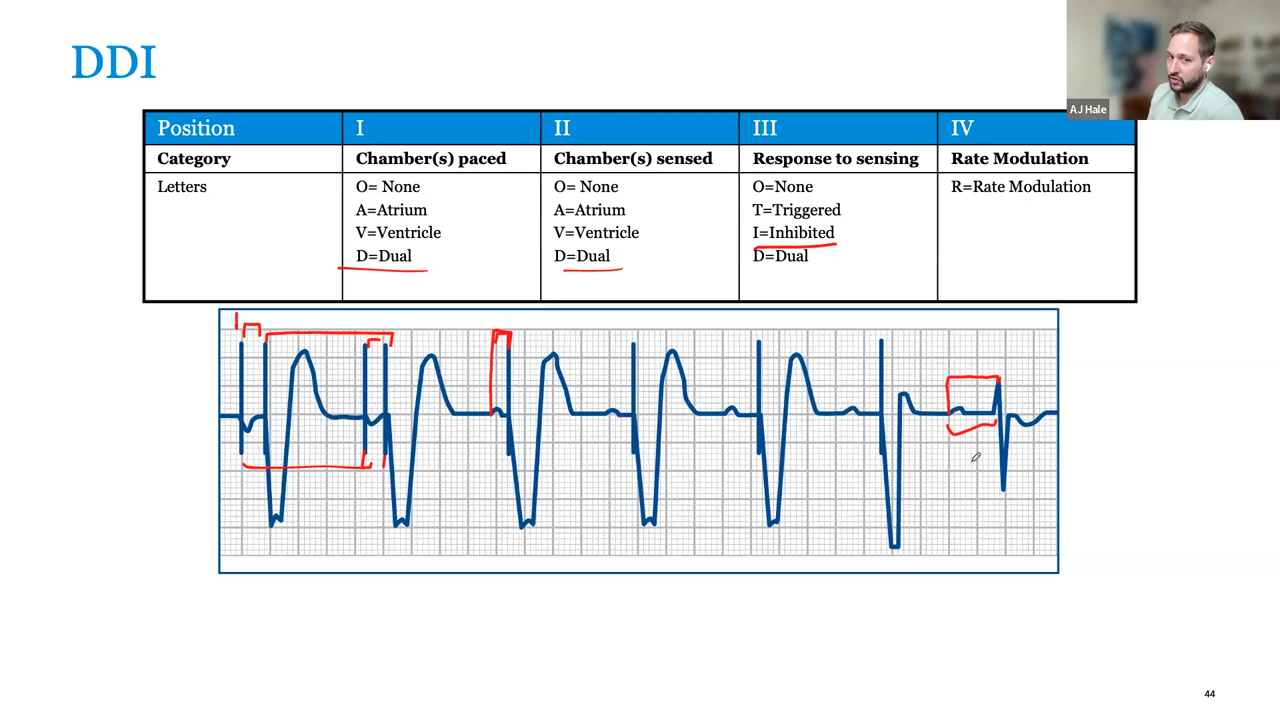 DDI
AJ Hale
Position I II III IV
Category Chamber(s) paced Chamber(s) sensed Response to sensing Rate Modulation
Letters O= None O= None O=None R=Rate Modulation
A=Atrium A=Atrium T=Triggered
V=Ventricle V=Ventricle I=Inhibited
D=Dual D=Dual D=Dual
44